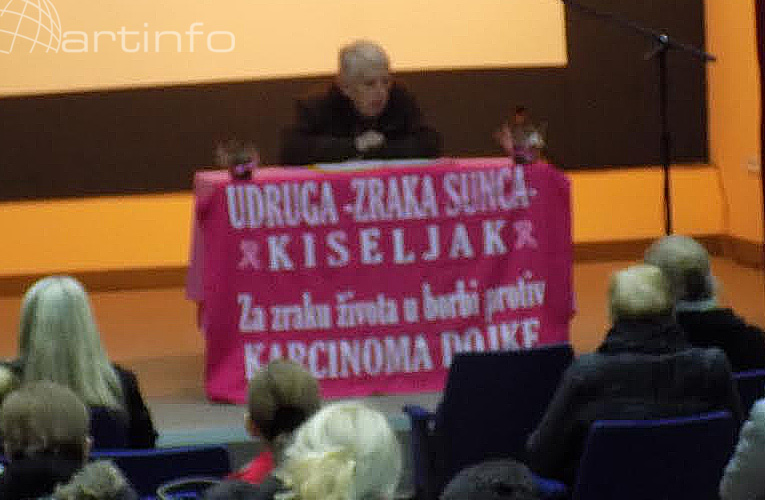 artinfo
UDRUGA -ZRAKA SUNCA-
KISELJAK
Za zraku života u borbi protiv
KARCINOMA DOJKE